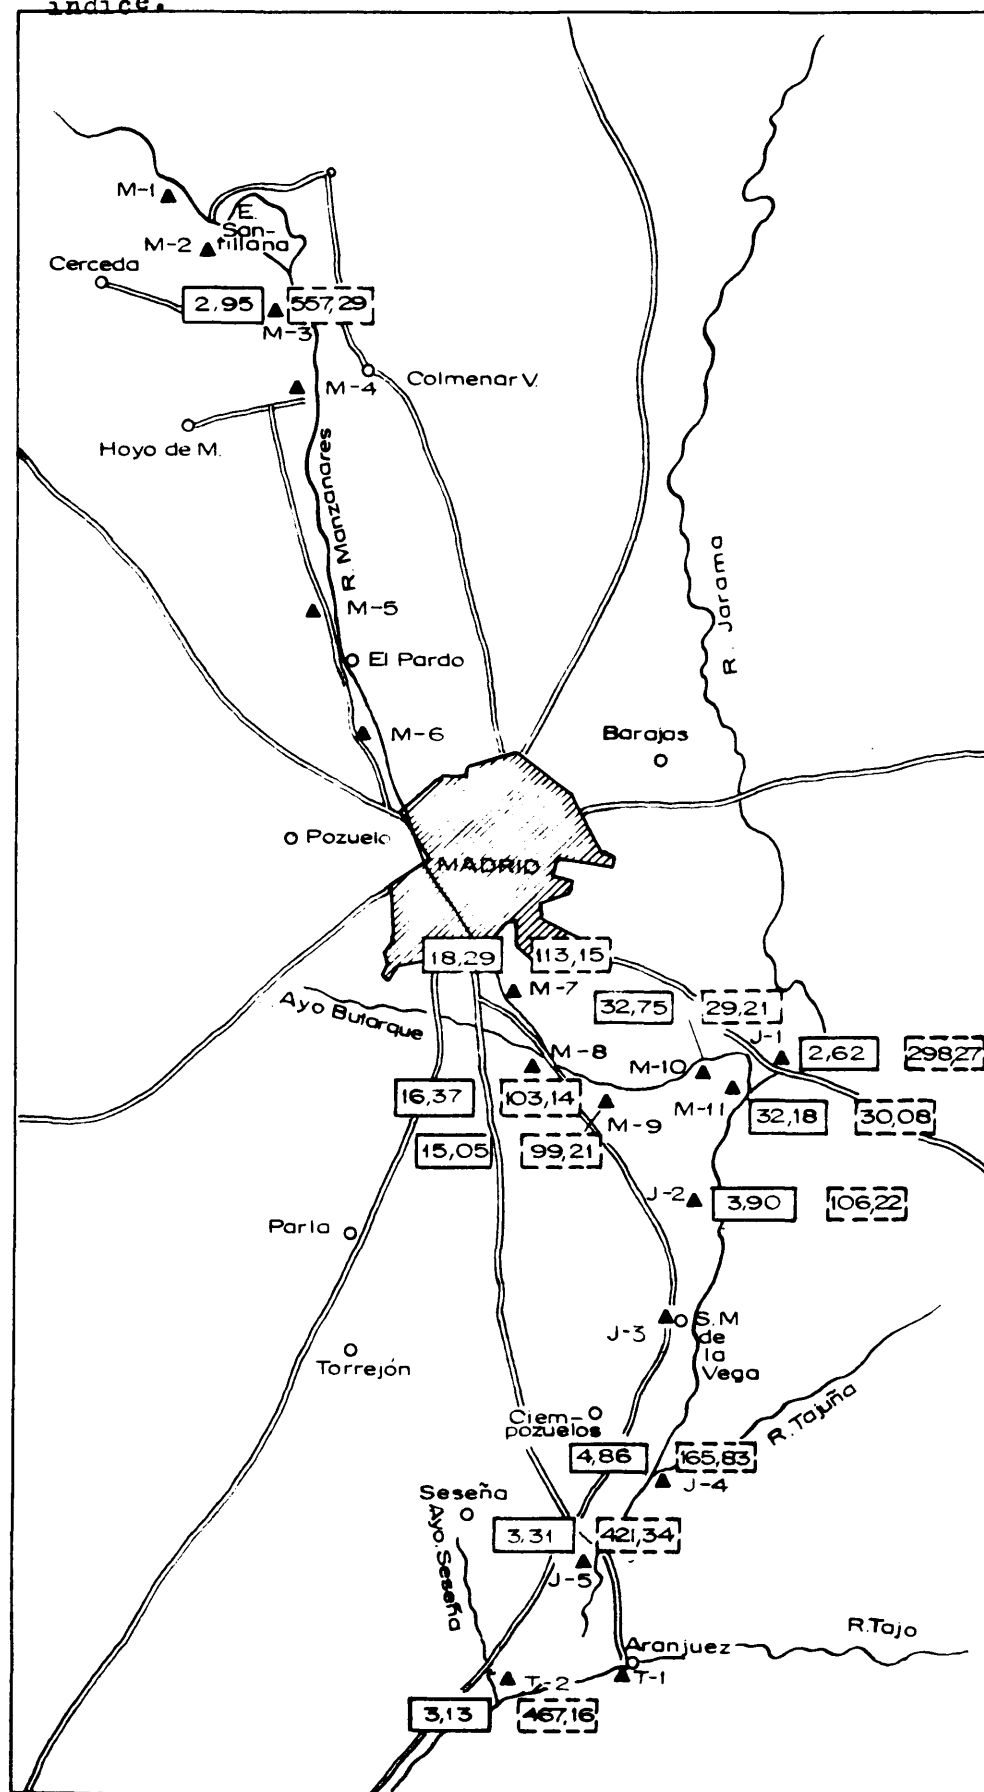 indice.
M-1
E.
San-
tillana
M-2
Cerceda
2,95
557,29
M-3
Colmenar V.
M-4
Hoyo de M.
R. Manzanares
R. Jarama
M-5
El Pardo
M-6
Barajas
Pozuelo
MADRID
18,29
113,15
M-7
Ayo Butarque
32,75
29,21
J-1
2,62
298,27
M-8
M-10
16,37
103,14
M-11
32,18
30,08
M-9
15,05
99,21
J-2
3,90
106,22
Parla
J-3
S.M
de
la
Vega
Torrejón
R. Tajuña
Ciem-
pozuelos
4,86
165,83
J-4
Seseña
Ayo. Seseña
3,31
421,34
J-5
R.Tajo
Aranjuez
T-1
T-2
3,13
467,16